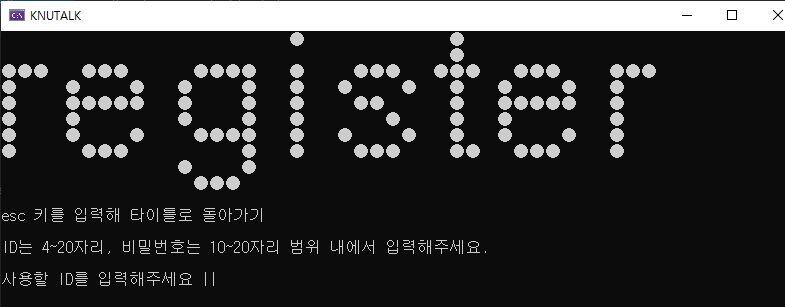 KNUTALK
register
esc 키를 입력해 타이틀로 돌아가기
ID는 4~20자리, 비밀번호는 10~20자리 범위 내에서 입력해주세요.
사용할 ID를 입력해주세요 ||